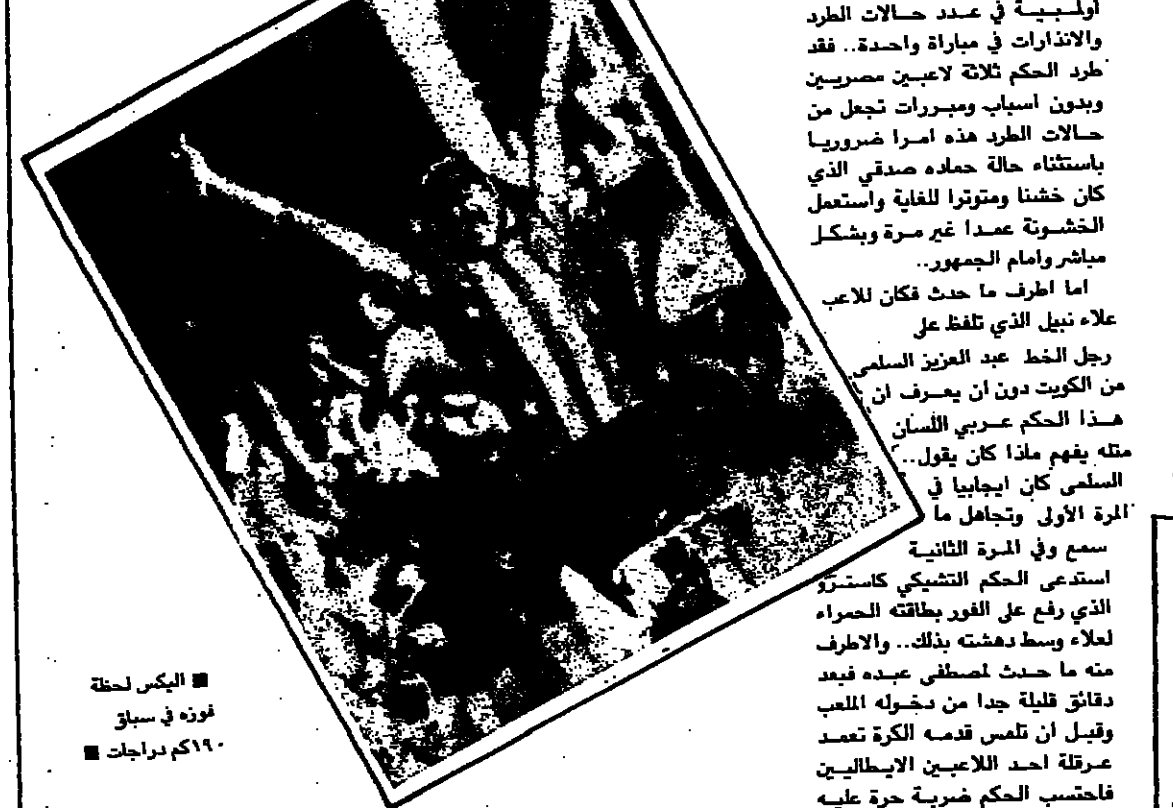 اولمبية في عدد حالات الطرد
والانذارات في مباراة واحدة.. فقد
طرد الحكم ثلاثة لاعبين مصريين
وبدون اسباب ومبررات تجعل من
حالات الطرد هذه امرا ضروريا
باستثناء حالة حماده صدقي الذي
كان خشنا ومتوترا للغاية واستعمل
الخشونة عمدا غير مرة وبشكل
مباشر وامام الجمهور..
اما اطرف ما حدث فكان للاعب
علاء نبيل الذي تلفظ على
رجل الخط عبد العزيز السلمى
من الكويت دون ان يعرف ان
هذا الحكم عربي اللسان
مثله يفهم ماذا كان يقول..
السلمى كان ايجابيا في
المرة الأولى وتجاهل ما
سمع وفي المرة الثانية
استدعى الحكم التشيكي كاستزو
الذي رفع على الفور بطاقته الحمراء
لعلاء وسط دهشته بذلك.. والاطرف
منه ما حدث لمصطفى عبده فبعد
دقائق قليلة جدا من دخوله الملعب
وقبل ان تلمس قدمه الكرة تعمد
عرقلة احد اللاعبين الايطاليين
فاحتسب الحكم ضربة حرة عليه
■ اليكس لحظة
فوزه في سباق
١٩٠كم دراجات ■